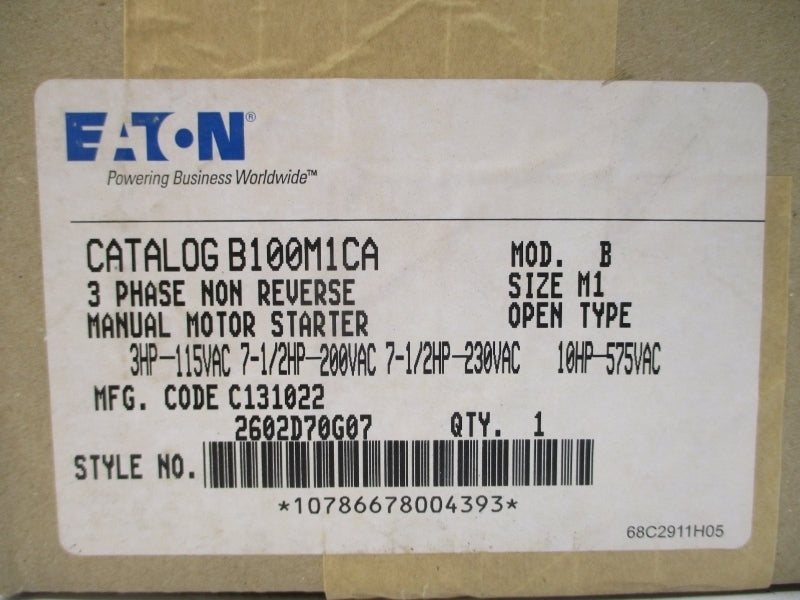 EATON®
Powering Business Worldwide™
CATALOG B100M1CA MOD. B
3 PHASE NON REVERSE SIZE M1
MANUAL MOTOR STARTER OPEN TYPE
3HP-115VAC 7-1/2HP-200VAC 7-1/2HP-230VAC 10HP-575VAC
MFG. CODE C131022
2602D70G07 QTY. 1
STYLE NO.
*10786678004393*
68C2911H05